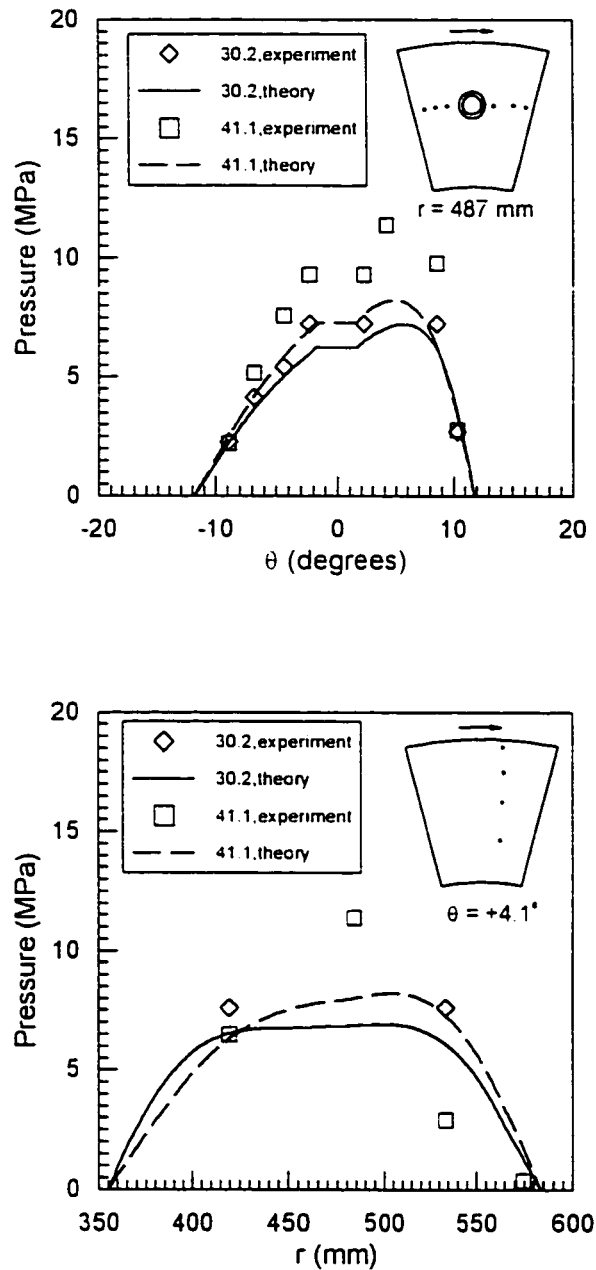 20
15
10
5
0
Pressure (MPa)
30.2,experiment
30.2,theory
41.1,experiment
41.1,theory
r = 487 mm
-20
-10
0
10
20
θ (degrees)
20
15
10
5
0
Pressure (MPa)
30.2,experiment
30.2,theory
41.1,experiment
41.1,theory
θ = +4.1°
350
400
450
500
550
600
r (mm)